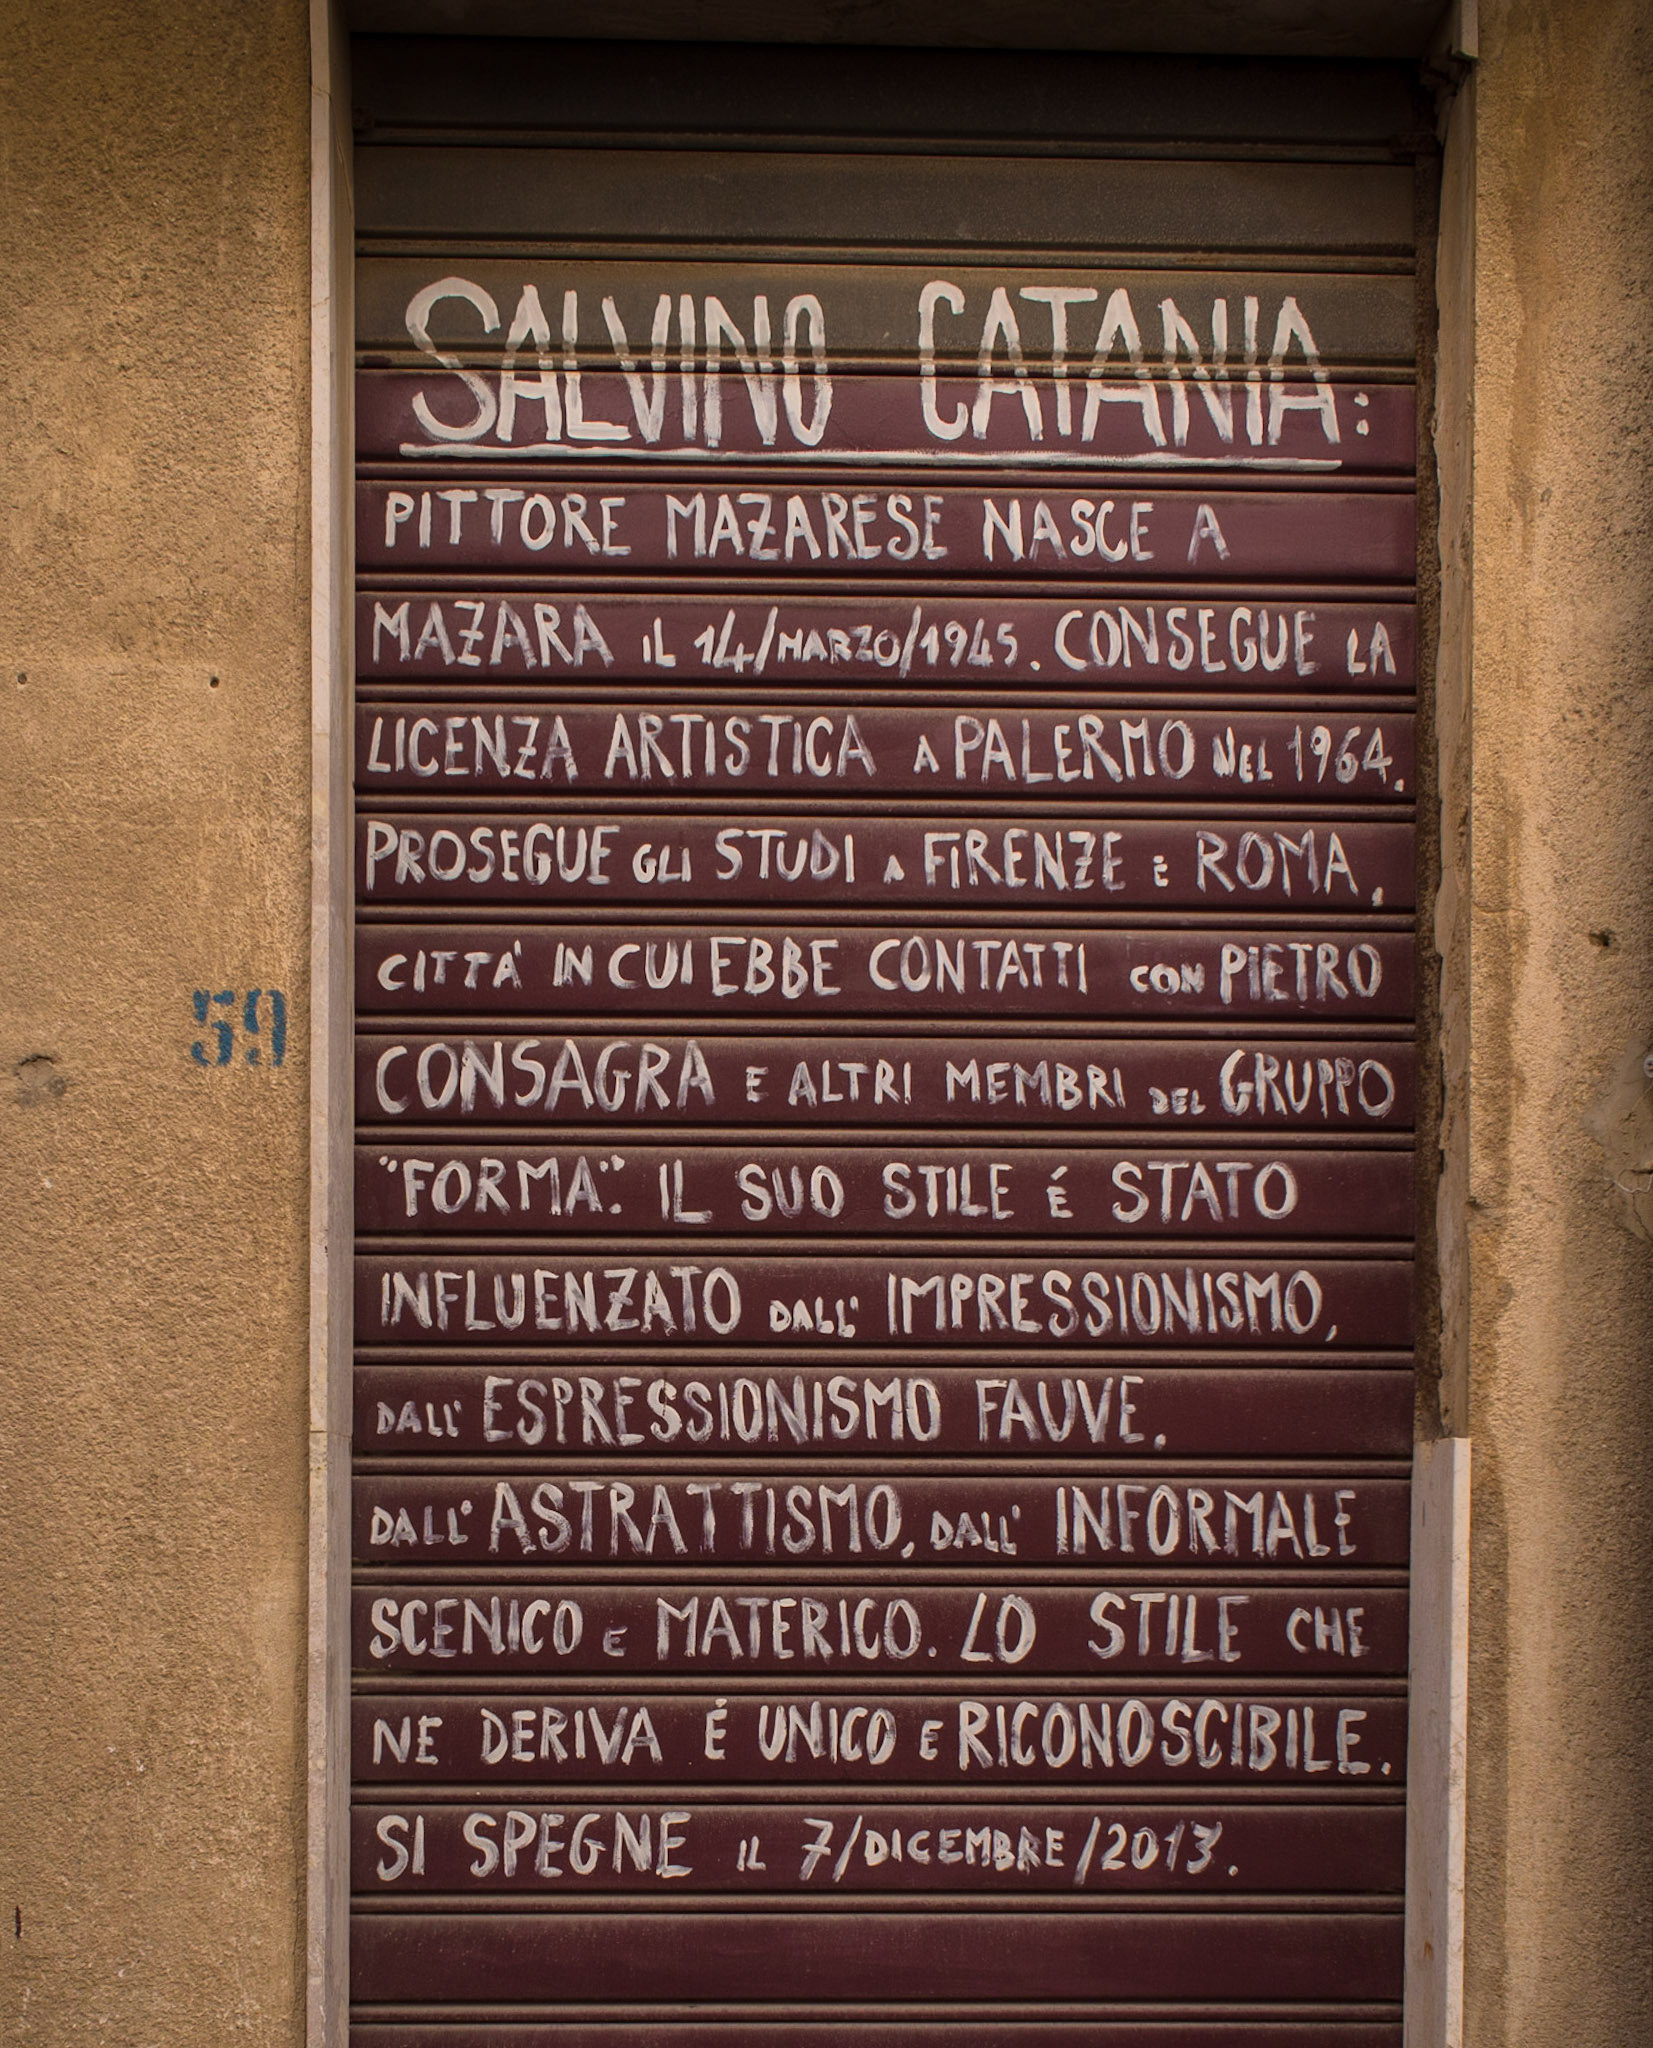 SALVINO CATANIA:
PITTORE MAZARESE NASCE A
MAZARA IL 14/MARZO/1945. CONSEGUE LA
LICENZA ARTISTICA A PALERMO NEL 1964.
PROSEGUE GLI STUDI A FIRENZE E ROMA,
CITTÀ IN CUI EBBE CONTATTI CON PIETRO
59
CONSAGRA E ALTRI MEMBRI DEL GRUPPO
"FORMA". IL SUO STILE É STATO
INFLUENZATO DALL' IMPRESSIONISMO,
DALL' ESPRESSIONISMO FAUVE,
DALL' ASTRATTISMO, DALL' INFORMALE
SCENICO E MATERICO. LO STILE CHE
NE DERIVA É UNICO E RICONOSCIBILE.
SI SPEGNE IL 7/DICEMBRE/2013.